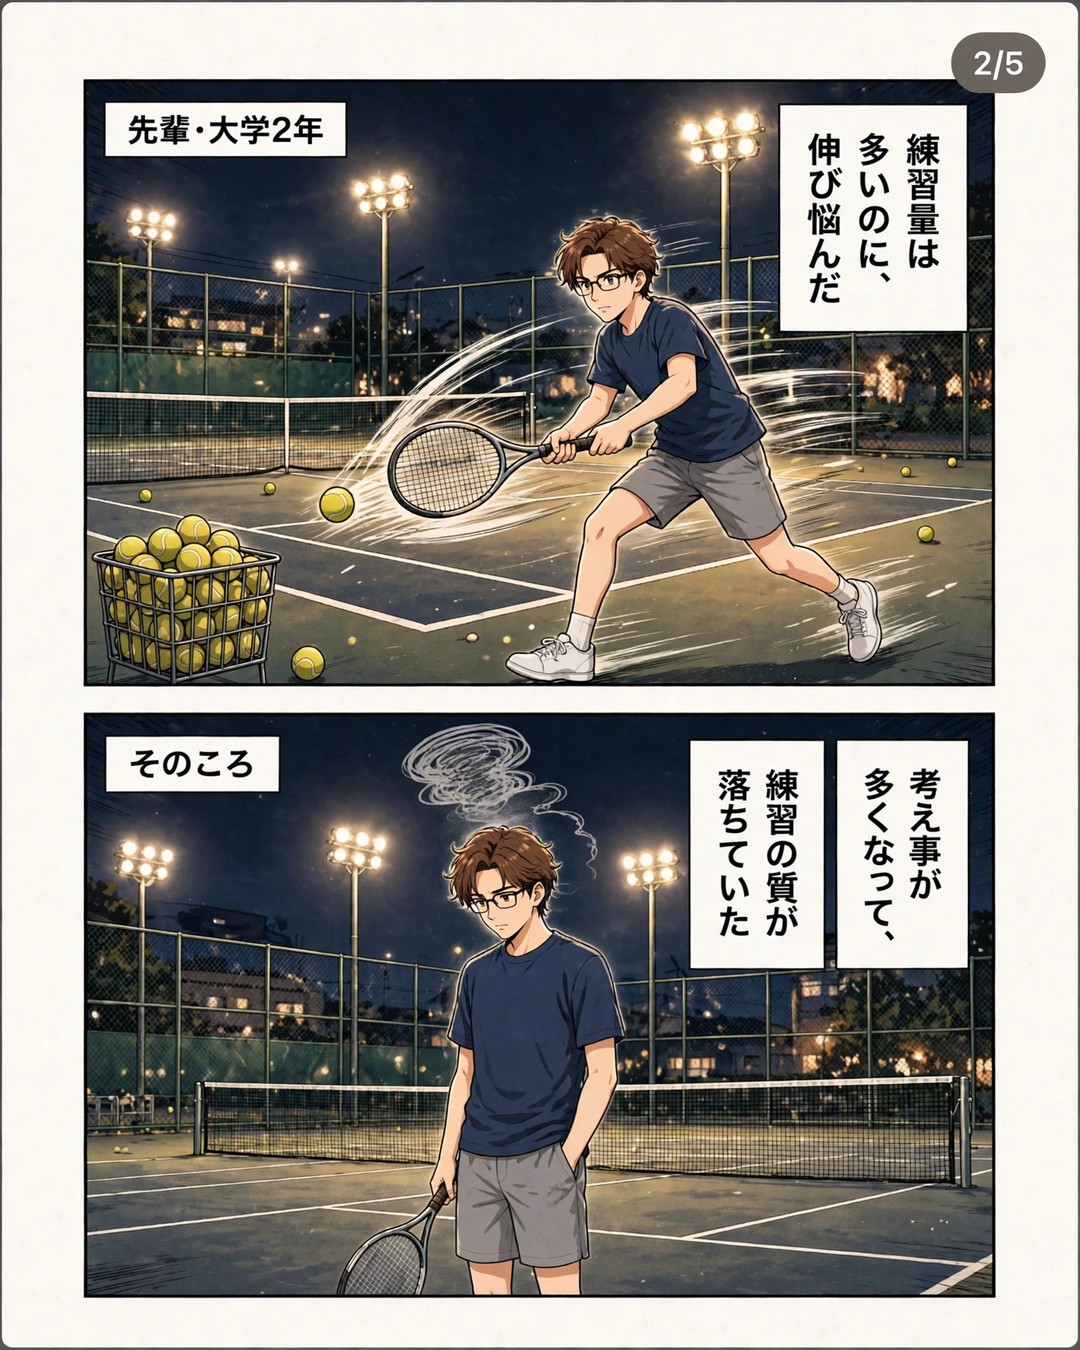 2/5
先輩・大学2年
練習量は
多いのに、
伸び悩んだ
そのころ
考え事が
多くなって、
練習の質が
落ちていた